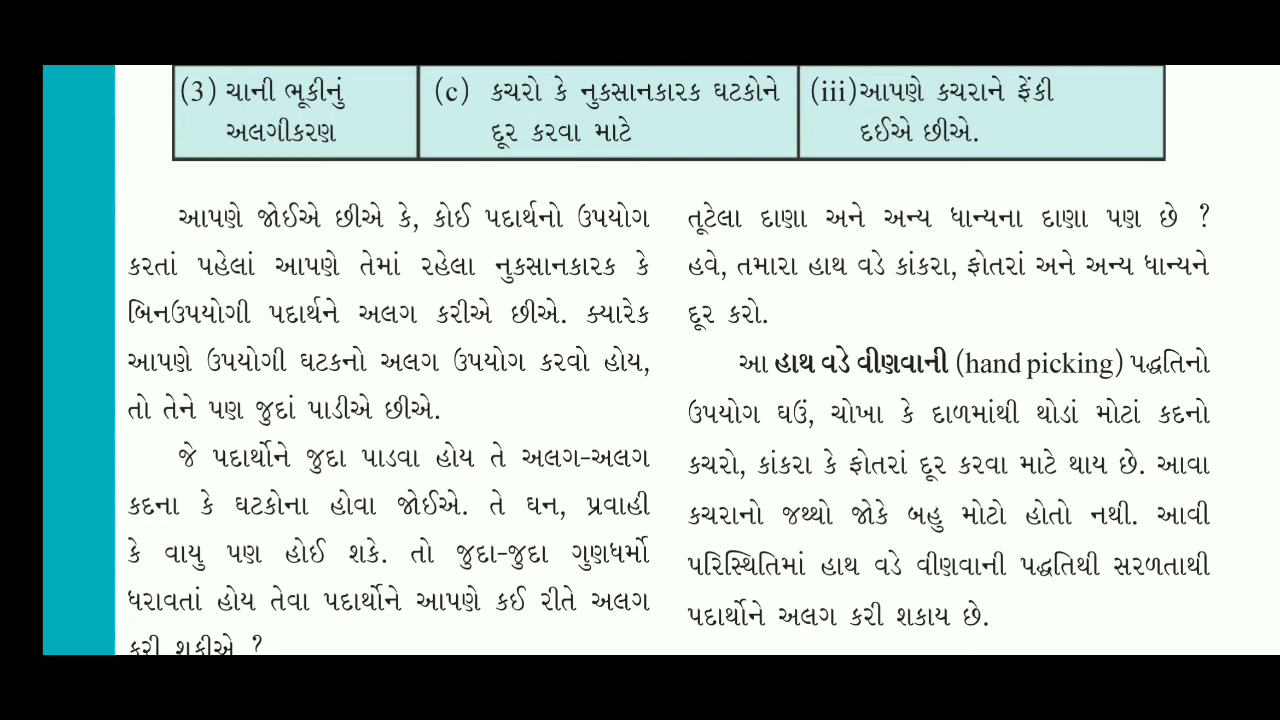 (3) ચાની ભૂકીનું
અલગીકરણ
(c) કચરો કે નુકસાનકારક ઘટકોને
દૂર કરવા માટે
(iii) આપણે કચરાને ફેંકી
દઈએ છીએ.
આપણે જોઈએ છીએ કે, કોઈ પદાર્થનો ઉપયોગ
કરતાં પહેલાં આપણે તેમાં રહેલા નુકસાનકારક કે
બિનઉપયોગી પદાર્થને અલગ કરીએ છીએ. ક્યારેક
આપણે ઉપયોગી ઘટકનો અલગ ઉપયોગ કરવો હોય,
તો તેને પણ જુદાં પાડીએ છીએ.
જે પદાર્થોને જુદા પાડવા હોય તે અલગ-અલગ
કદના કે ઘટકોના હોવા જોઈએ. તે ઘન, પ્રવાહી
કે વાયુ પણ હોઈ શકે. તો જુદા-જુદા ગુણધર્મો
ધરાવતાં હોય તેવા પદાર્થોને આપણે કઈ રીતે અલગ
કરી શકીએ ?
તૂટેલા દાણા અને અન્ય ધાન્યના દાણા પણ છે ?
હવે, તમારા હાથ વડે કાંકરા, ફોતરાં અને અન્ય ધાન્યને
દૂર કરો.
આ હાથ વડે વીણવાની (hand picking) પદ્ધતિનો
ઉપયોગ ઘઉં, ચોખા કે દાળમાંથી થોડાં મોટાં કદનો
કચરો, કાંકરા કે ફોતરાં દૂર કરવા માટે થાય છે. આવા
કચરાનો જથ્થો જોકે બહુ મોટો હોતો નથી. આવી
પરિસ્થિતિમાં હાથ વડે વીણવાની પદ્ધતિથી સરળતાથી
પદાર્થોને અલગ કરી શકાય છે.